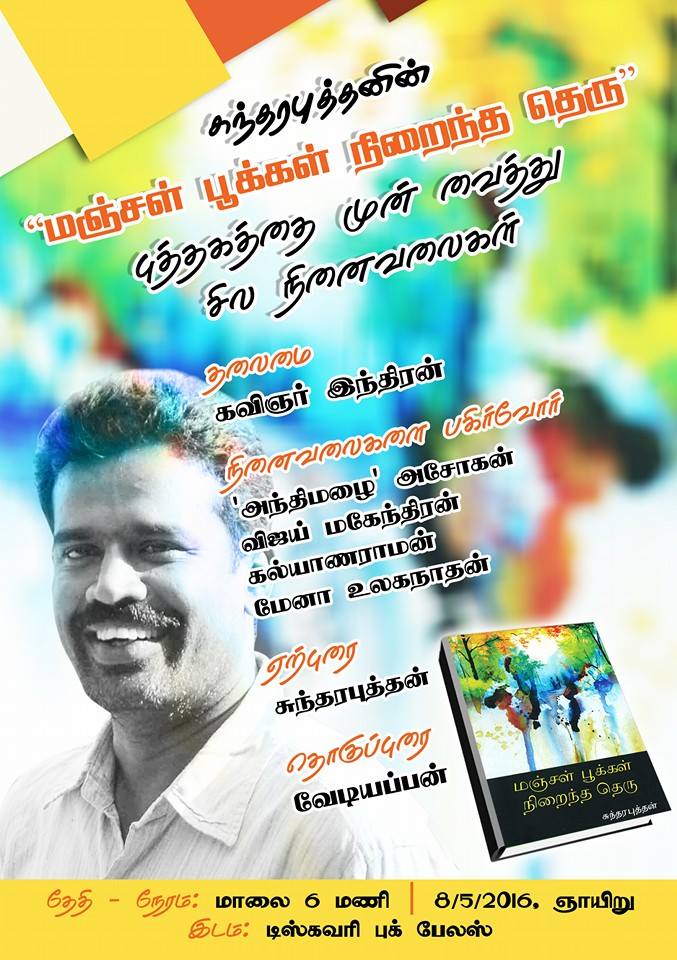 சுந்தரபுத்தனின்
“மஞ்சள் பூக்கள் நிறைந்த தெரு”
புத்தகத்தை முன் வைத்து
சில நினைவலைகள்
தலைமை
கவிஞர் இந்திரன்
நினைவலைகளை பகிர்வோர்
'அந்திமழை' அசோகன்
விஜய் மகேந்திரன்
கல்யாணராமன்
மேனா உலகநாதன்
ஏற்புரை
சுந்தரபுத்தன்
தொகுப்புரை
வேடியப்பன்
மஞ்சள் பூக்கள்
நிறைந்த தெரு
சுந்தரபுத்தன்
தேதி - நேரம்: மாலை 6 மணி | 8/5/2016, ஞாயிறு
இடம்: டிஸ்கவரி புக் பேலஸ்